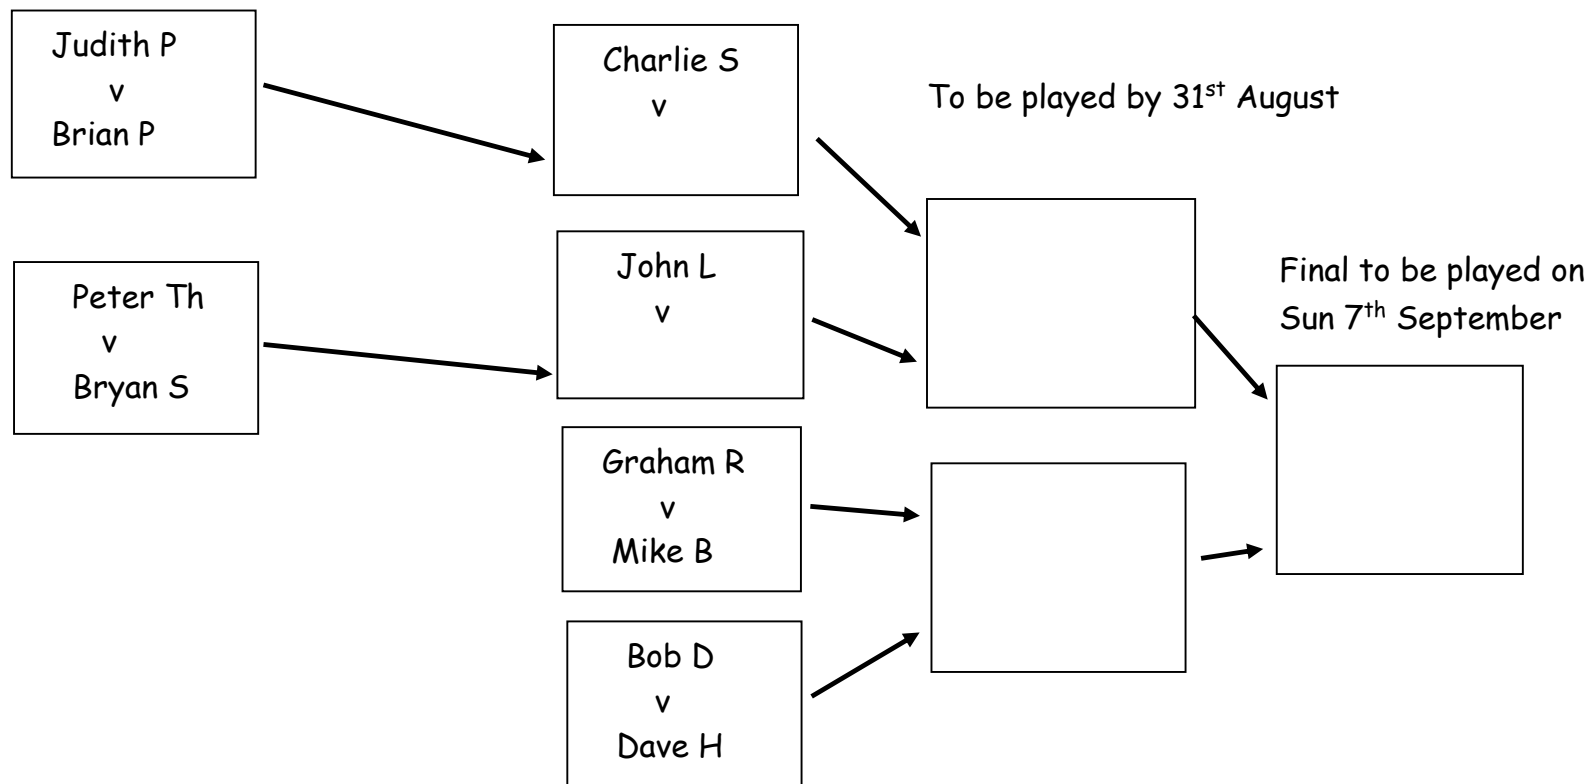 Judith P
v
Brian P
Peter Th
v
Bryan S
Charlie S
v
John L
v
Graham R
v
Mike B
Bob D
v
Dave H
To be played by 31st August
Final to be played on
Sun 7th September